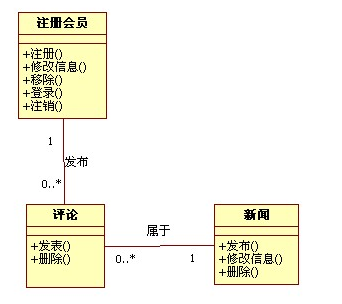 注册会员
+注册()
+修改信息()
+移除()
+登录()
+注销()
1
发布
0..*
评论
+发表()
+删除()
属于
0..*
1
新闻
+发布()
+修改信息()
+删除()